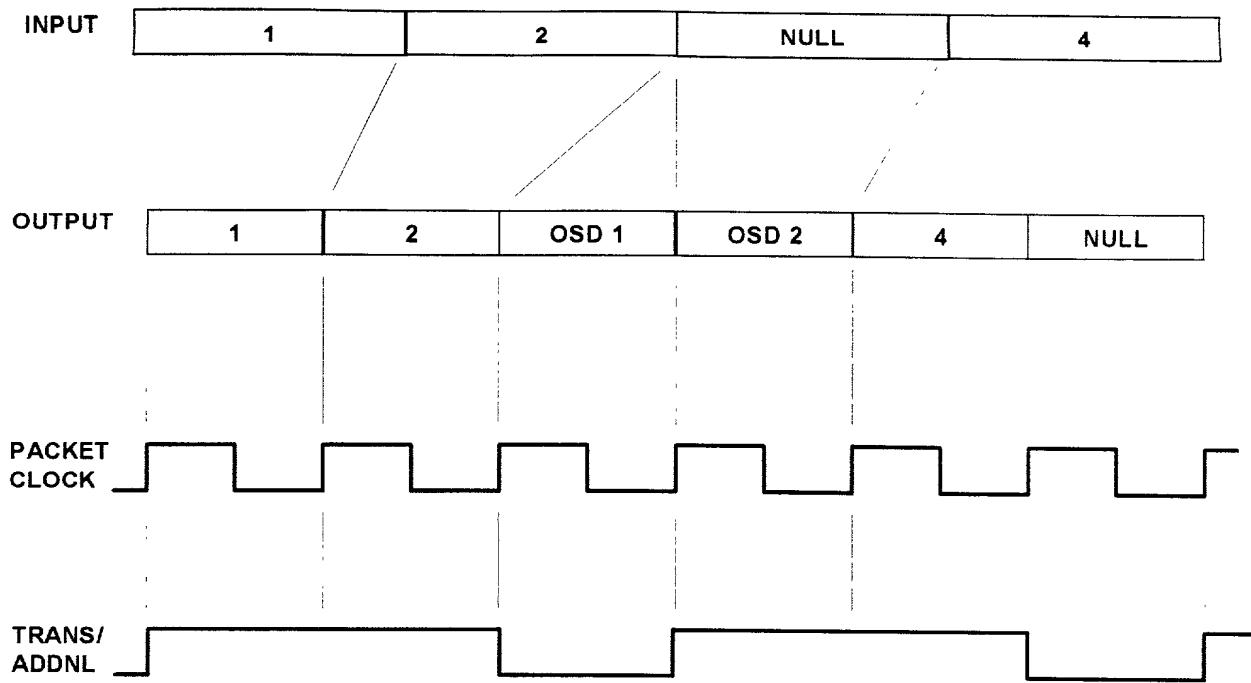 INPUT 1 2 NULL 4
OUTPUT 1 2 OSD 1 OSD 2 4 NULL
PACKET
CLOCK
TRANS/
ADDNL